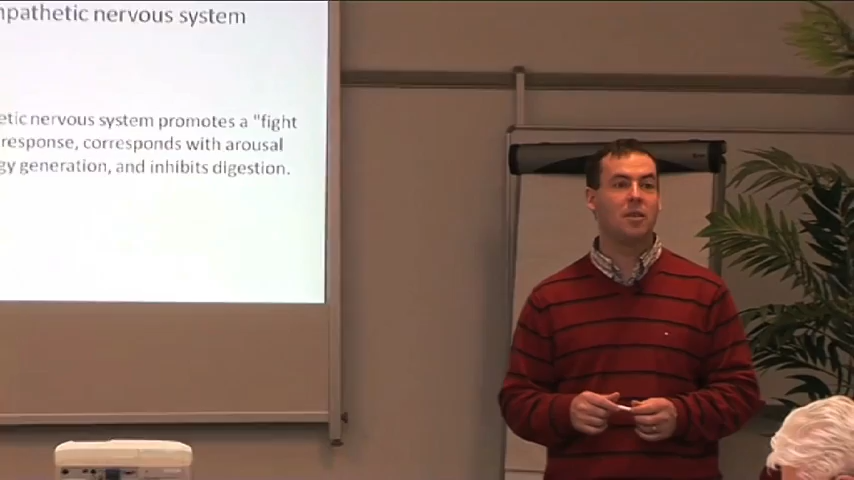 npathetic nervous system
etic nervous system promotes a "fight
response, corresponds with arousal
gy generation, and inhibits digestion.